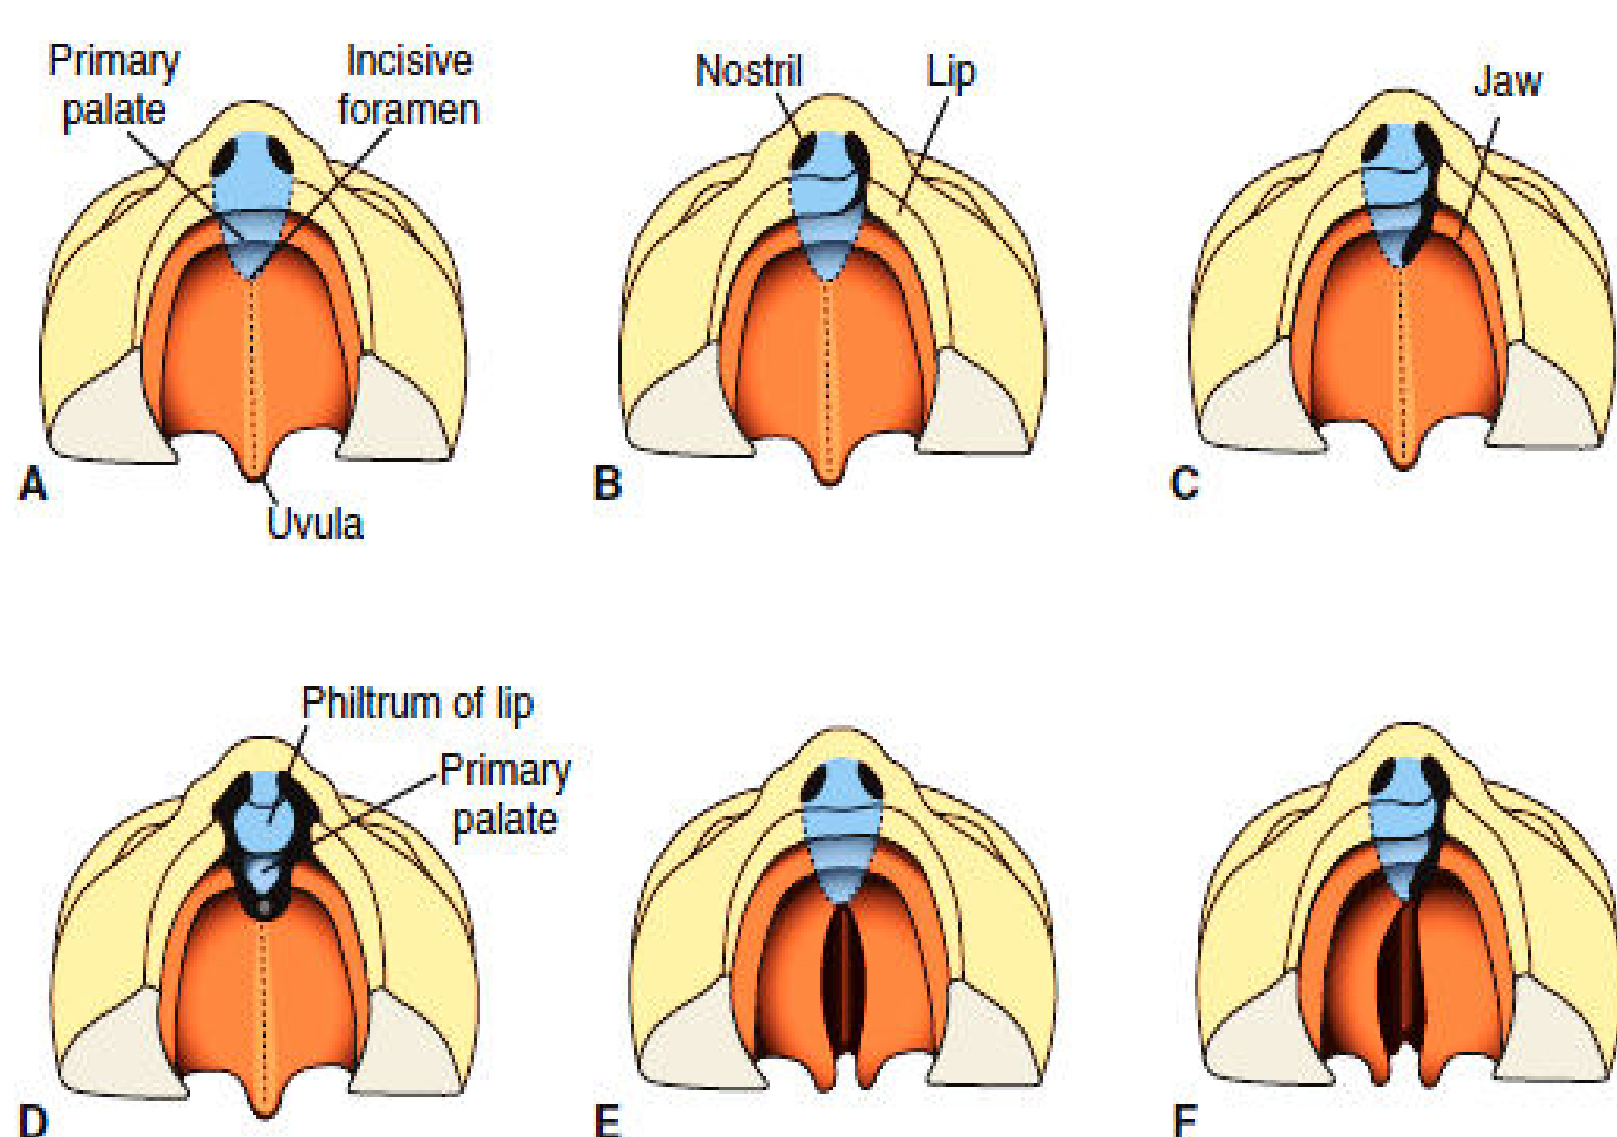 Primary
palate
Incisive
foramen
Nostril
Lip
Jaw
A
Uvula
B
C
Philtrum of lip
Primary
palate
D
E
F